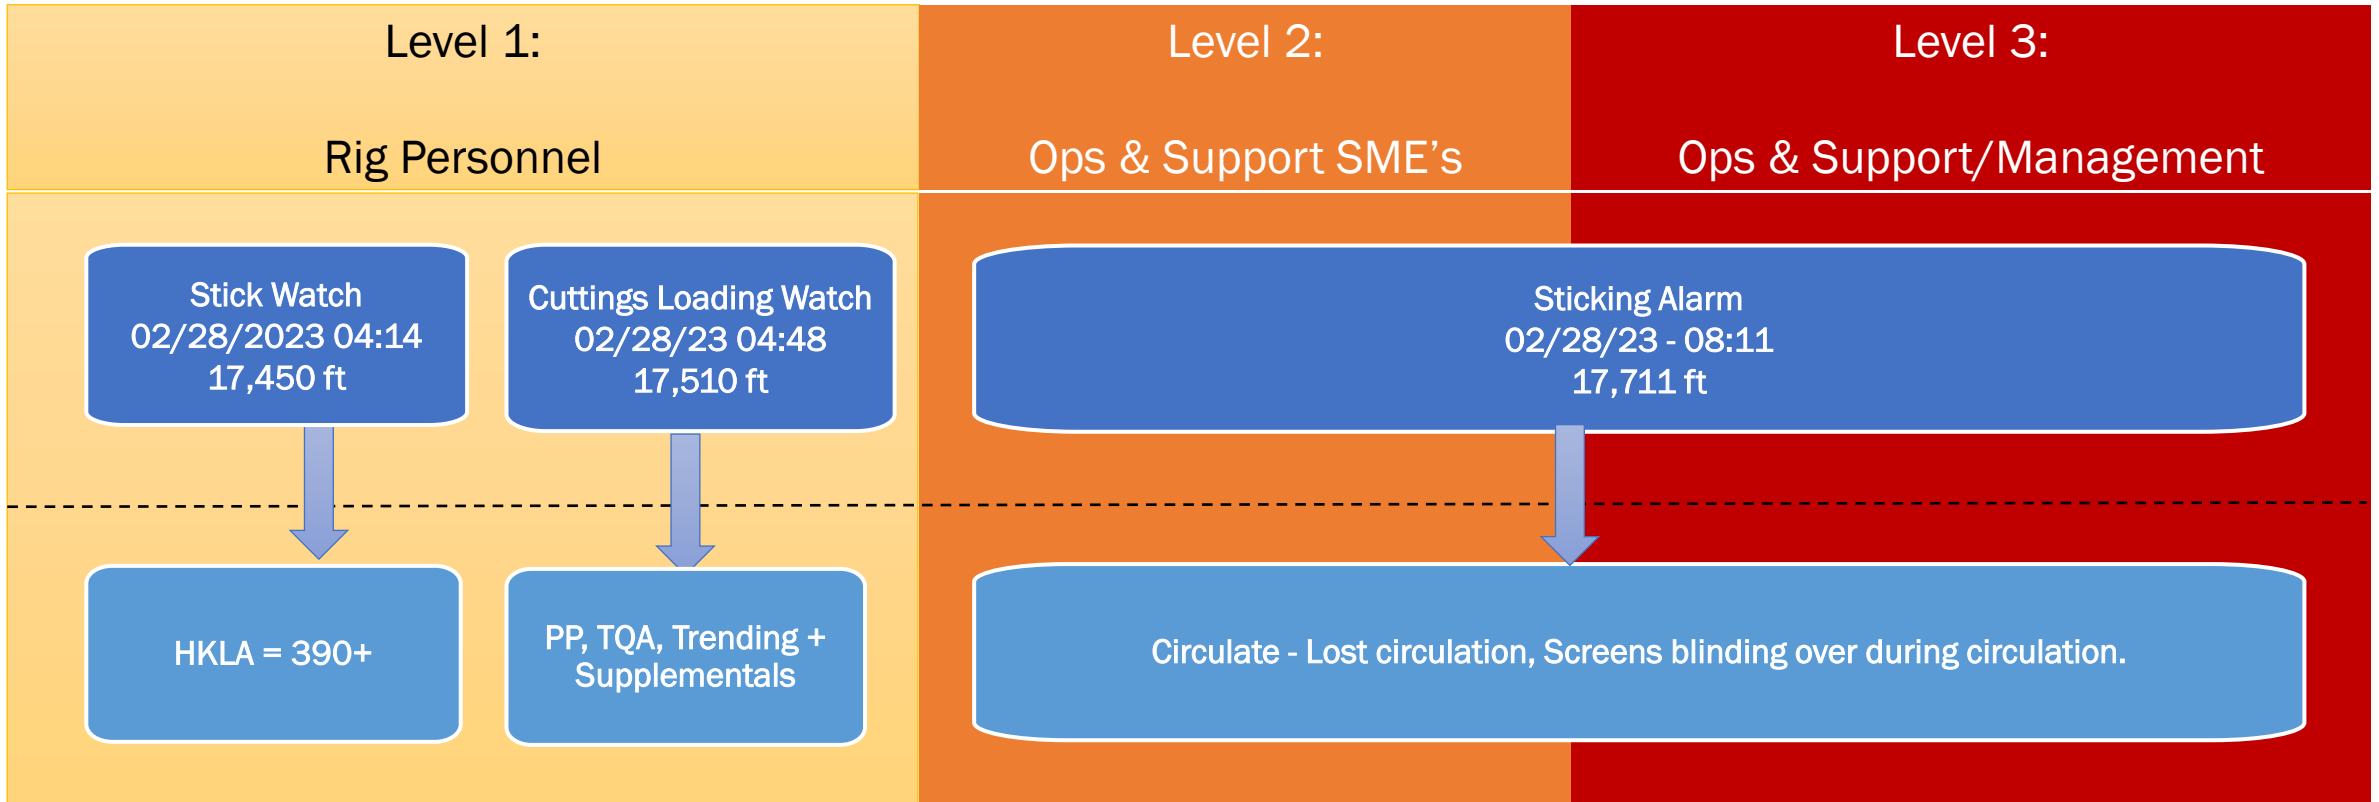 Level 1:
Rig Personnel
Level 2:
Ops & Support SME’s
Level 3:
Ops & Support/Management
Stick Watch
02/28/2023 04:14
17,450 ft
Cuttings Loading Watch
02/28/23 04:48
17,510 ft
Sticking Alarm
02/28/23 - 08:11
17,711 ft
HKLA = 390+
PP, TQA, Trending +
Supplementals
Circulate - Lost circulation, Screens blinding over during circulation.